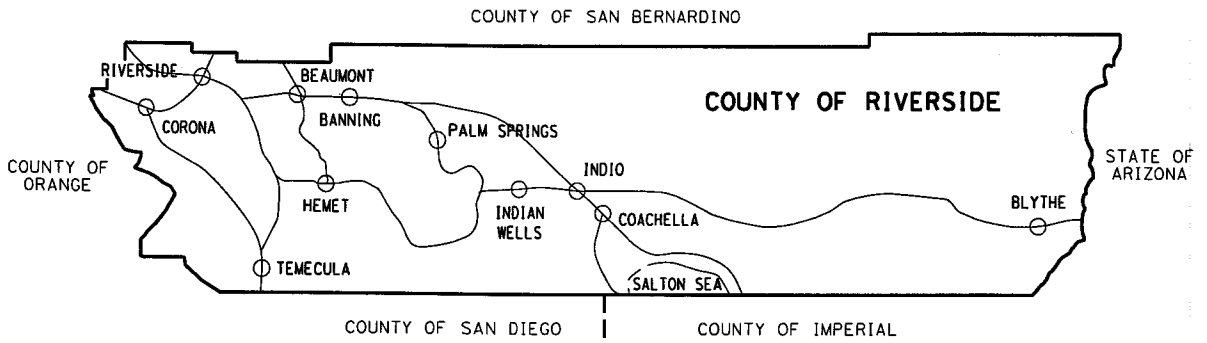 COUNTY OF SAN BERNARDINO
RIVERSIDE
BEAUMONT
COUNTY OF RIVERSIDE
BANNING
CORONA
PALM SPRINGS
COUNTY OF
ORANGE
STATE OF
ARIZONA
INDIO
HEMET
INDIAN
WELLS
COACHELLA
BLYTHE
TEMECULA
SALTON SEA
COUNTY OF SAN DIEGO
COUNTY OF IMPERIAL